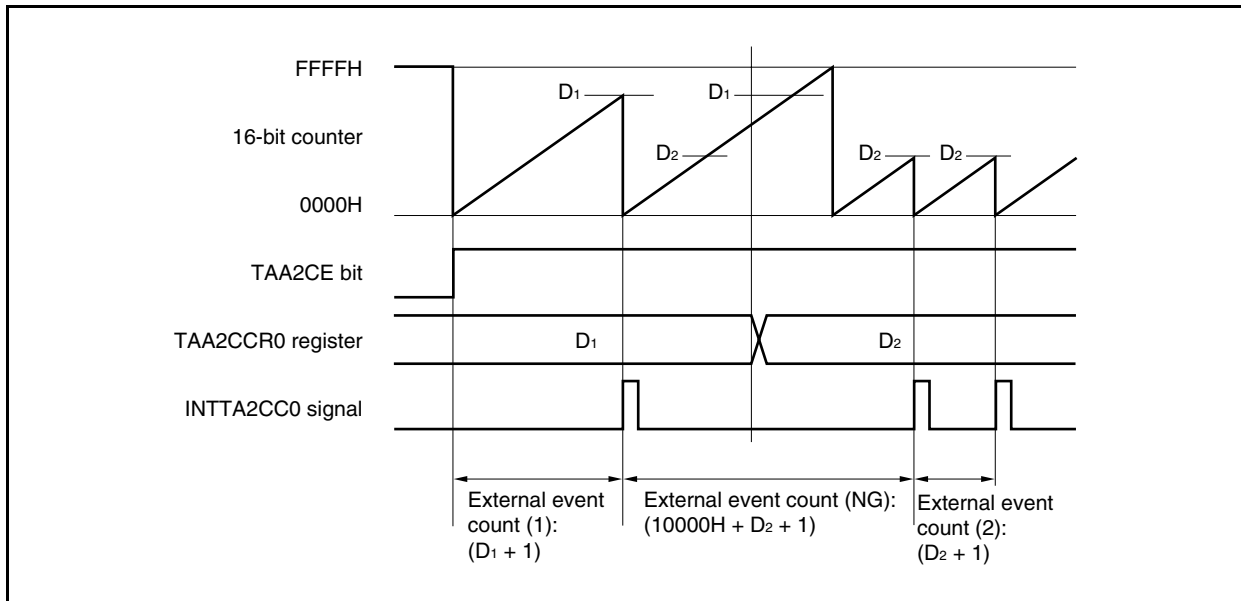 FFFFH
D1
D1
16-bit counter
D2
D2
D2
0000H
TAA2CE bit
TAA2CCR0 register
D1
D2
INTTA2CC0 signal
External event
count (1):
(D1 + 1)
External event count (NG):
(10000H + D2 + 1)
External event
count (2):
(D2 + 1)